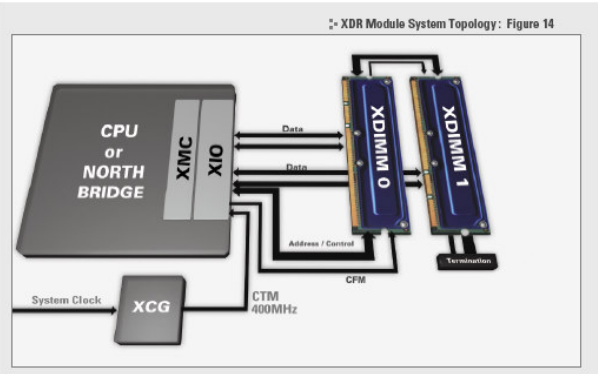 XDR Module System Topology: Figure 14
CPU
or
NORTH
BRIDGE
XMC
XIO
Data
Data
XDIMM 0
XDIMM 1
Address / Control
CFM
Termination
System Clock
XCG
CTM
400MHz